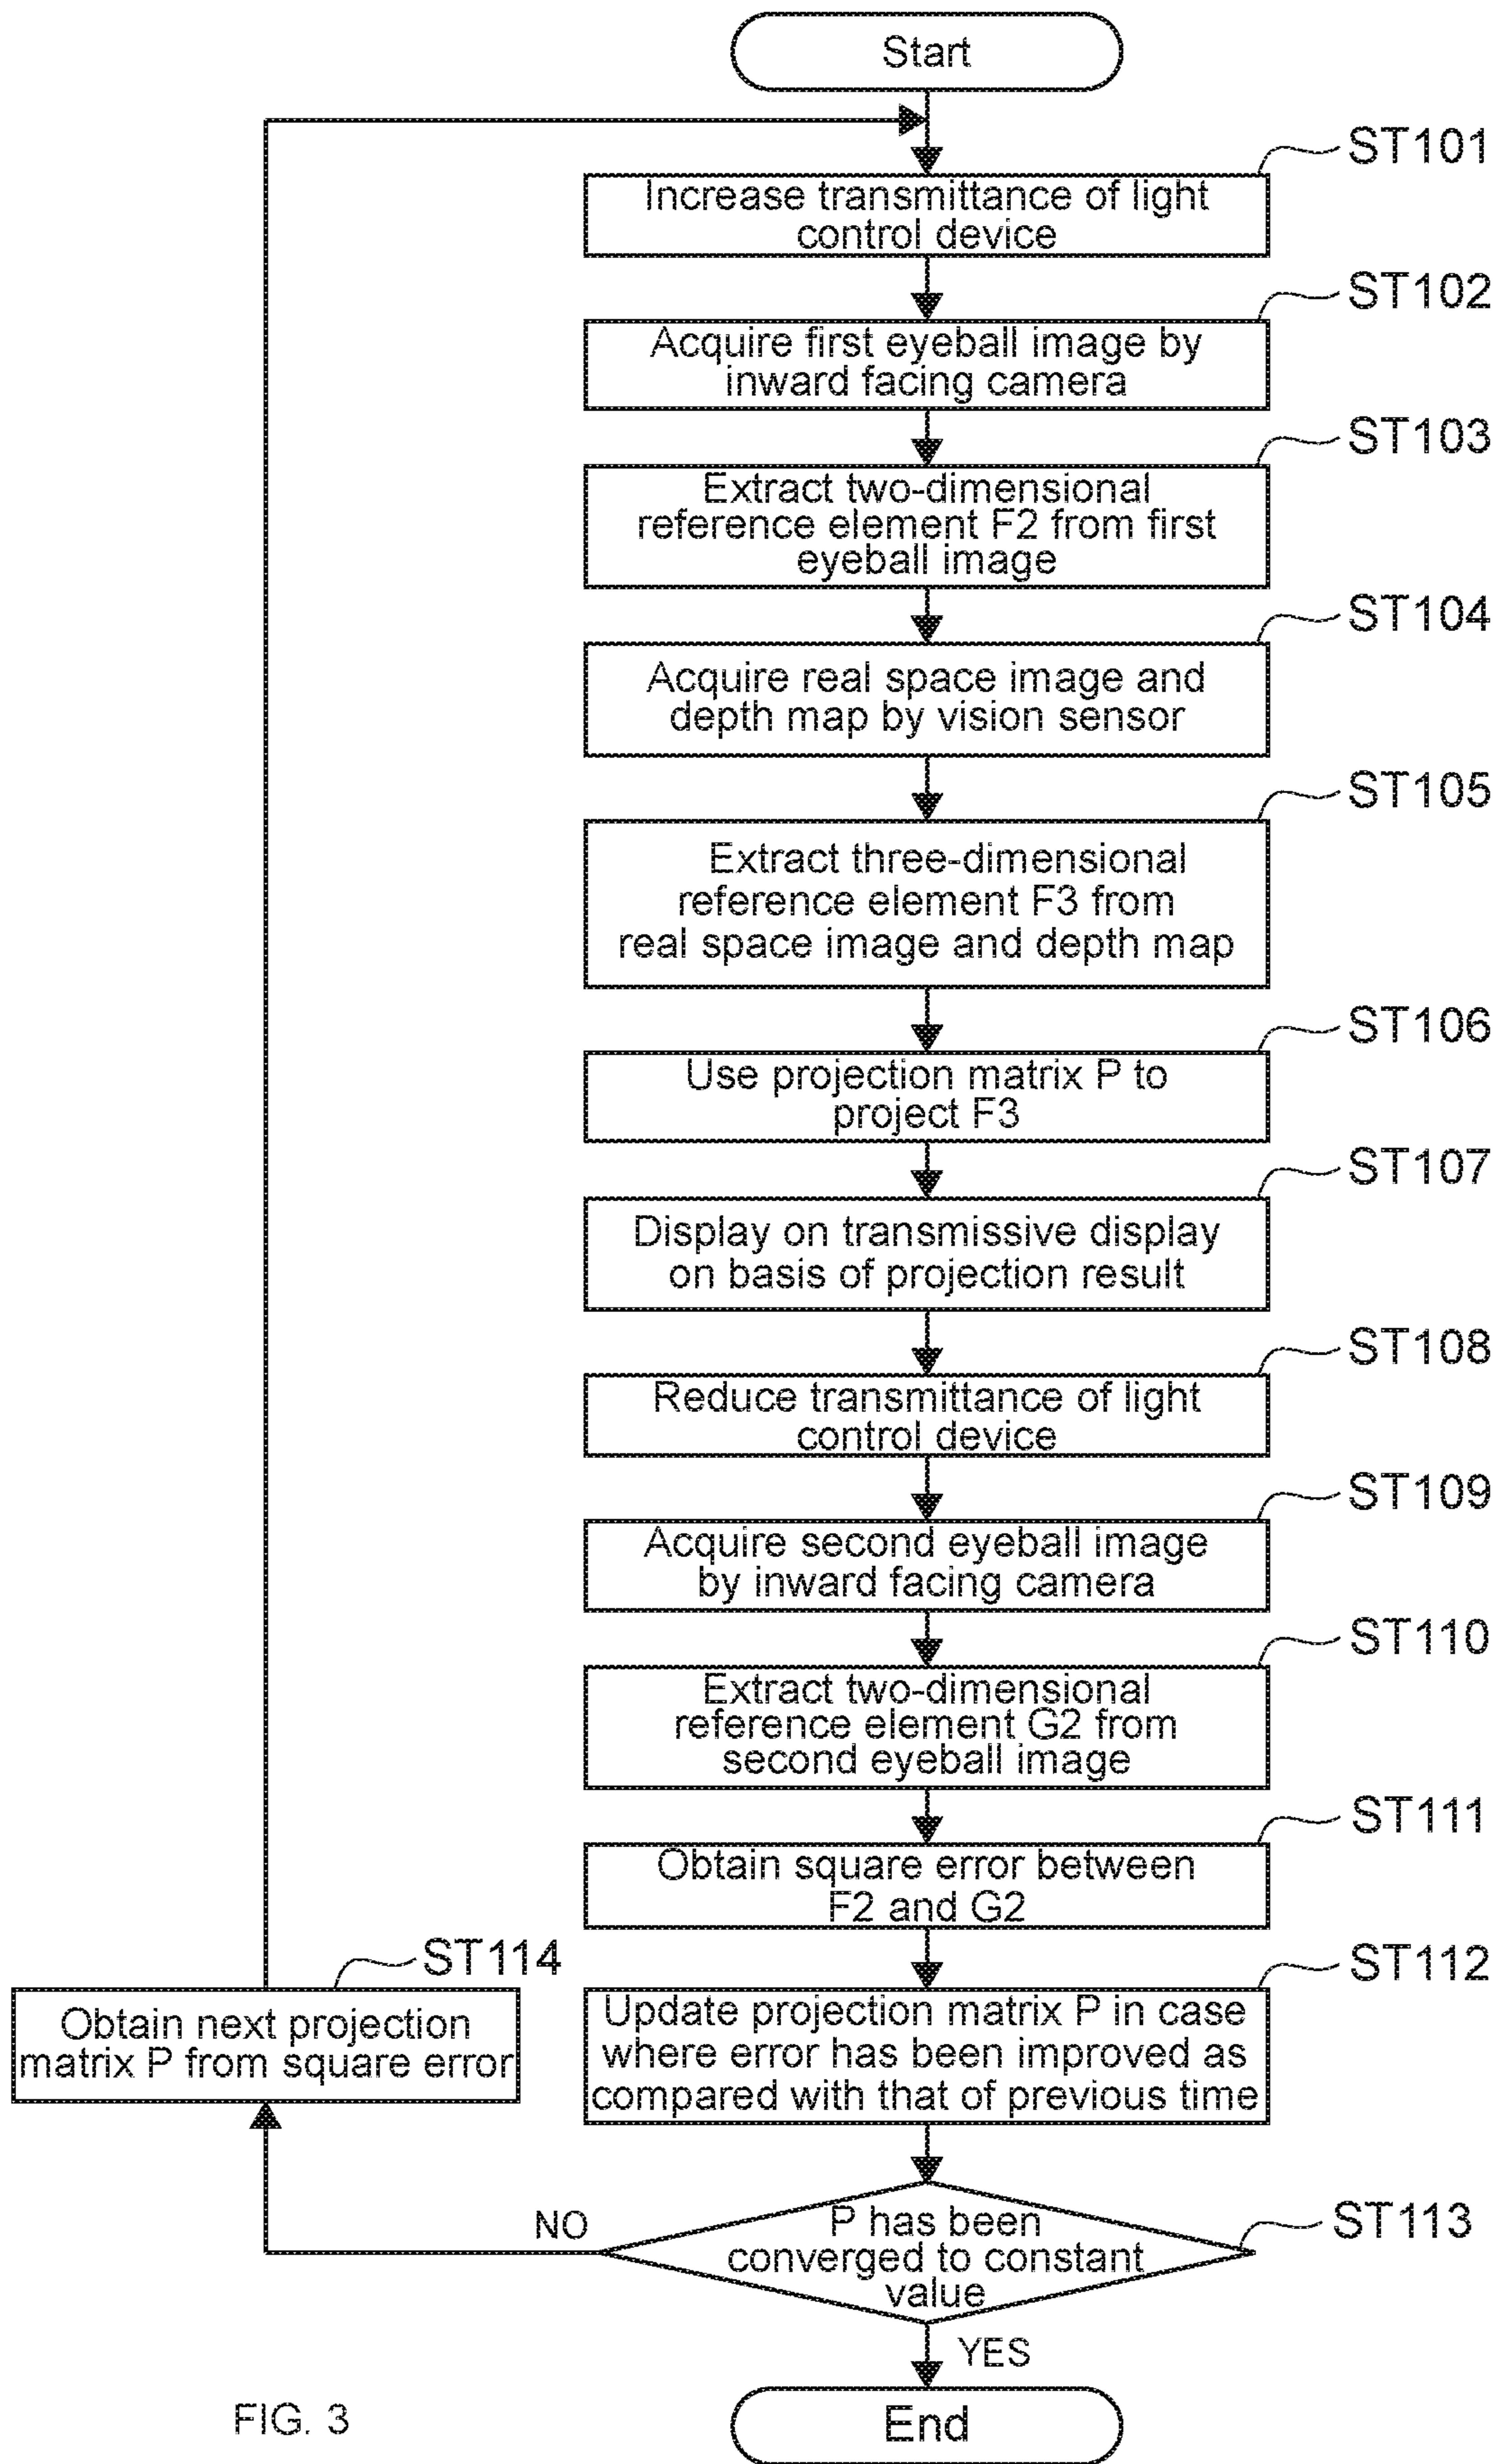 Start
ST101
Increase transmittance of light
control device
ST102
Acquire first eyeball image by
inward facing camera
ST103
Extract two-dimensional
reference element F2 from first
eyeball image
ST104
Acquire real space image and
depth map by vision sensor
ST105
Extract three-dimensional
reference element F3 from
real space image and depth map
ST106
Use projection matrix P to
project F3
ST107
Display on transmissive display
on basis of projection result
ST108
Reduce transmittance of light
control device
ST109
Acquire second eyeball image
by inward facing camera
ST110
Extract two-dimensional
reference element G2 from
second eyeball image
ST111
Obtain square error between
F2 and G2
ST112
Update projection matrix P in case
where error has been improved as
compared with that of previous time
ST114
Obtain next projection
matrix P from square error
ST113
P has been
converged to constant
value
NO
YES
End
FIG. 3